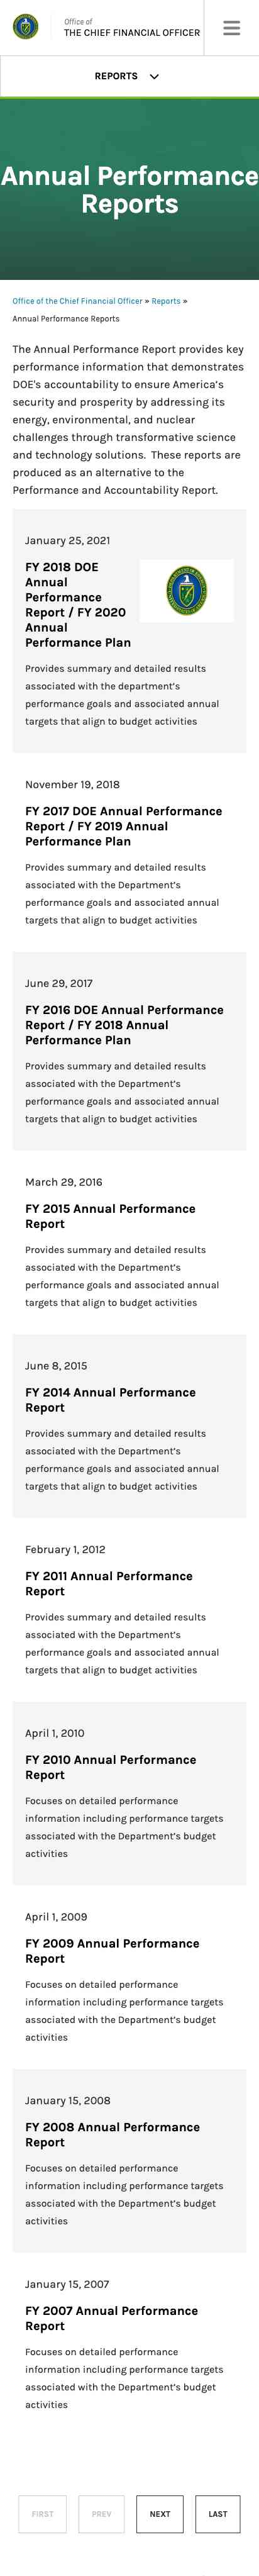 Office of
THE CHIEF FINANCIAL OFFICER
REPORTS
Annual Performance
Reports
Office of the Chief Financial Officer » Reports »
Annual Performance Reports
The Annual Performance Report provides key
performance information that demonstrates
DOE's accountability to ensure America’s
security and prosperity by addressing its
energy, environmental, and nuclear
challenges through transformative science
and technology solutions.  These reports are
produced as an alternative to the
Performance and Accountability Report.
January 25, 2021
FY 2018 DOE
Annual
Performance
Report / FY 2020
Annual
Performance Plan
Provides summary and detailed results
associated with the department’s
performance goals and associated annual
targets that align to budget activities
November 19, 2018
FY 2017 DOE Annual Performance
Report / FY 2019 Annual
Performance Plan
Provides summary and detailed results
associated with the Department’s
performance goals and associated annual
targets that align to budget activities
June 29, 2017
FY 2016 DOE Annual Performance
Report / FY 2018 Annual
Performance Plan
Provides summary and detailed results
associated with the Department’s
performance goals and associated annual
targets that align to budget activities
March 29, 2016
FY 2015 Annual Performance
Report
Provides summary and detailed results
associated with the Department’s
performance goals and associated annual
targets that align to budget activities
June 8, 2015
FY 2014 Annual Performance
Report
Provides summary and detailed results
associated with the Department’s
performance goals and associated annual
targets that align to budget activities
February 1, 2012
FY 2011 Annual Performance
Report
Provides summary and detailed results
associated with the Department’s
performance goals and associated annual
targets that align to budget activities
April 1, 2010
FY 2010 Annual Performance
Report
Focuses on detailed performance
information including performance targets
associated with the Department’s budget
activities
April 1, 2009
FY 2009 Annual Performance
Report
Focuses on detailed performance
information including performance targets
associated with the Department’s budget
activities
January 15, 2008
FY 2008 Annual Performance
Report
Focuses on detailed performance
information including performance targets
associated with the Department’s budget
activities
January 15, 2007
FY 2007 Annual Performance
Report
Focuses on detailed performance
information including performance targets
associated with the Department’s budget
activities
FIRST PREV NEXT LAST